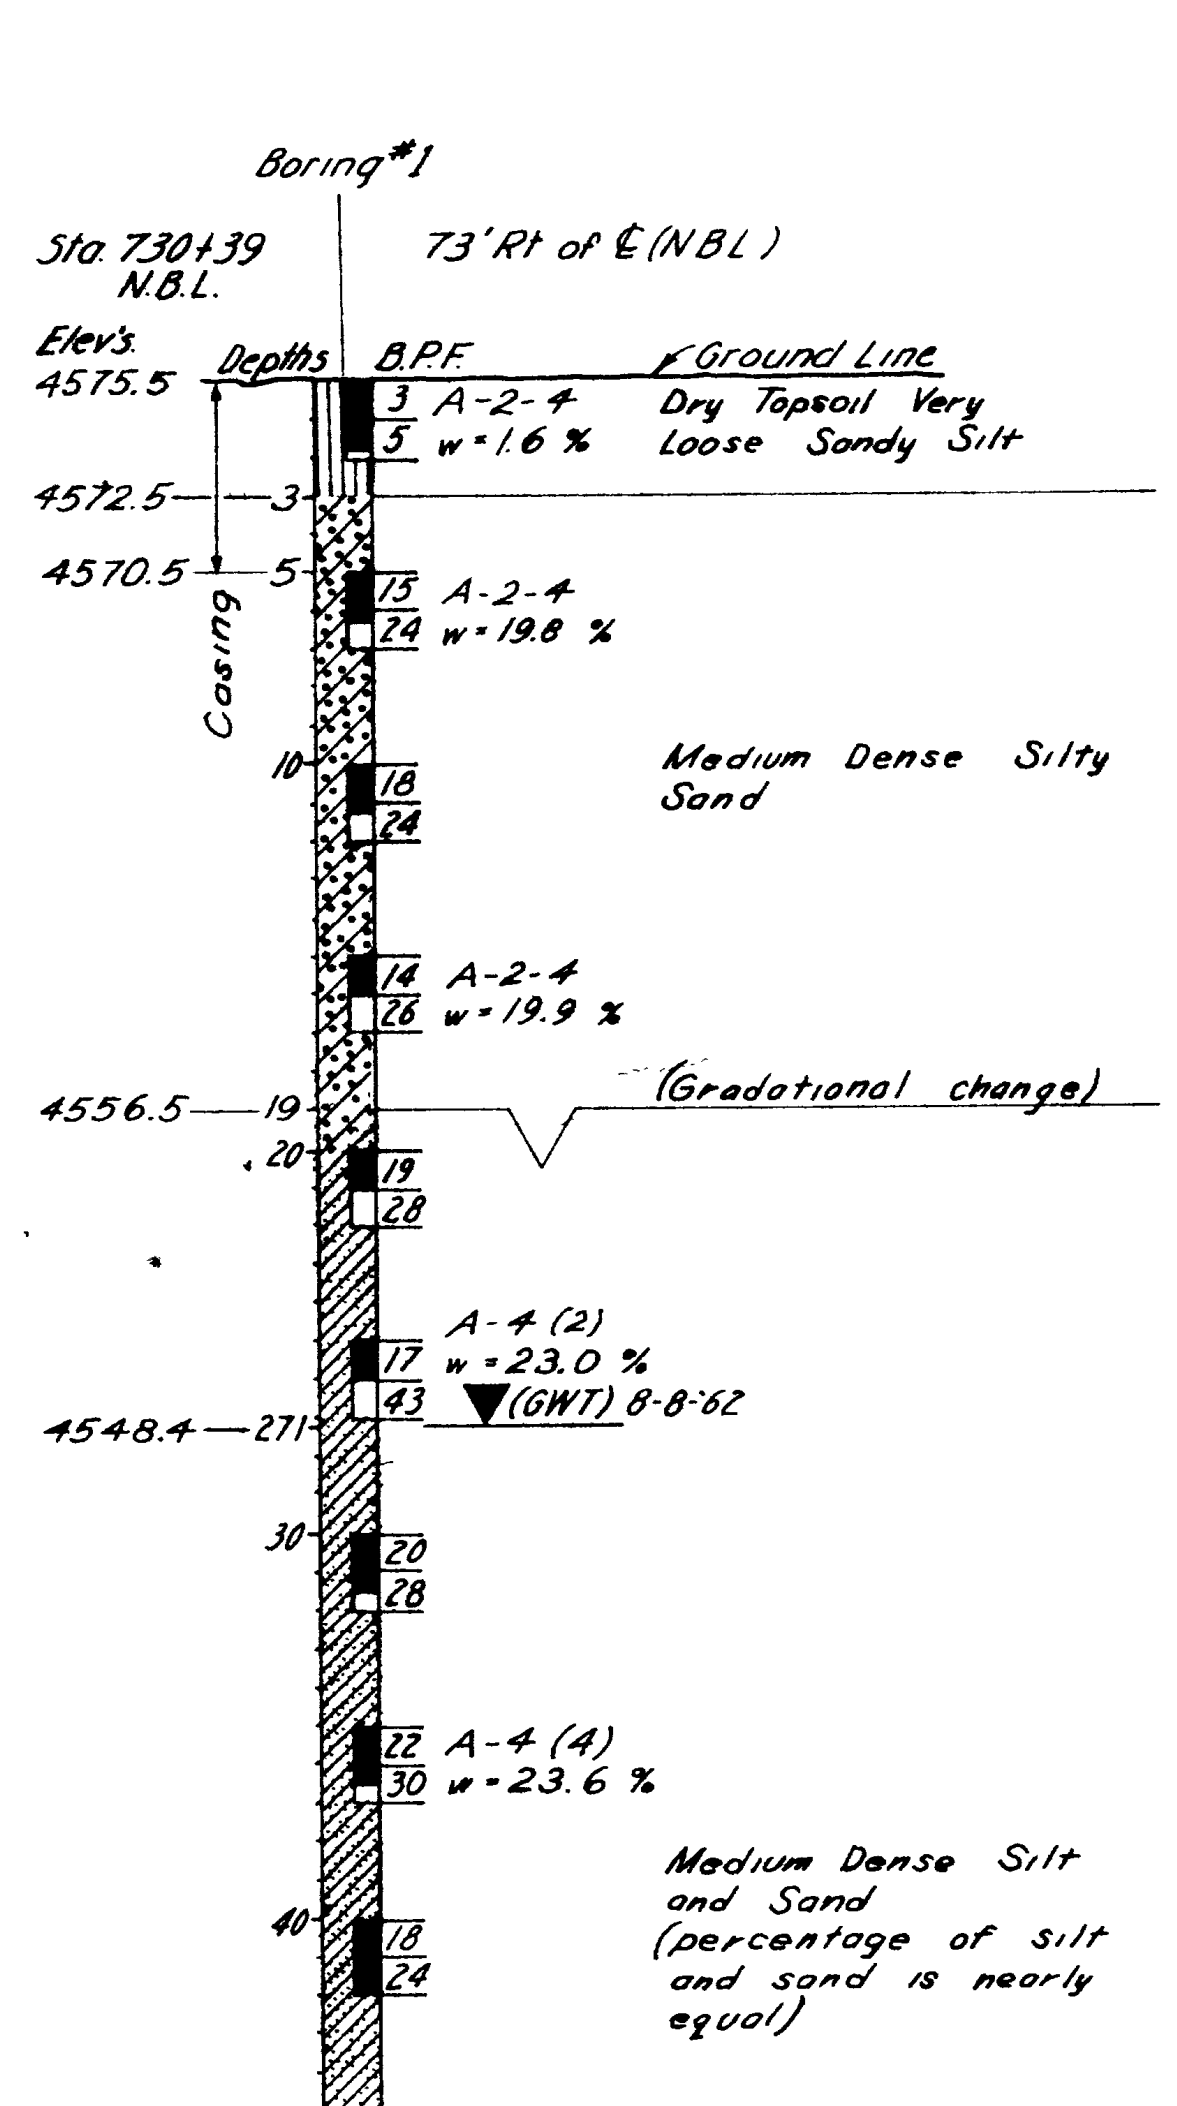 Boring #1
Sta. 730+39 73' Rt of ℄ (NBL)
N.B.L.
Elev's. Depths B.P.F. Ground Line
4575.5
3 A-2-4 Dry Topsoil Very
5 w = 1.6 % Loose Sandy Silt
4572.5 3
4570.5 5
15 A-2-4
24 w = 19.8 %
Casing
10 Medium Dense Silty
18 Sand
24
14 A-2-4
26 w = 19.9 %
(Gradational change)
4556.5 19
20
19
28
A-4 (2)
17 w = 23.0 %
43 (GWT) 8-8-'62
4548.4 27.1
30
20
28
22 A-4 (4)
30 w = 23.6 %
Medium Dense Silt
and Sand
40
18 (percentage of silt
24 and sand is nearly
equal)